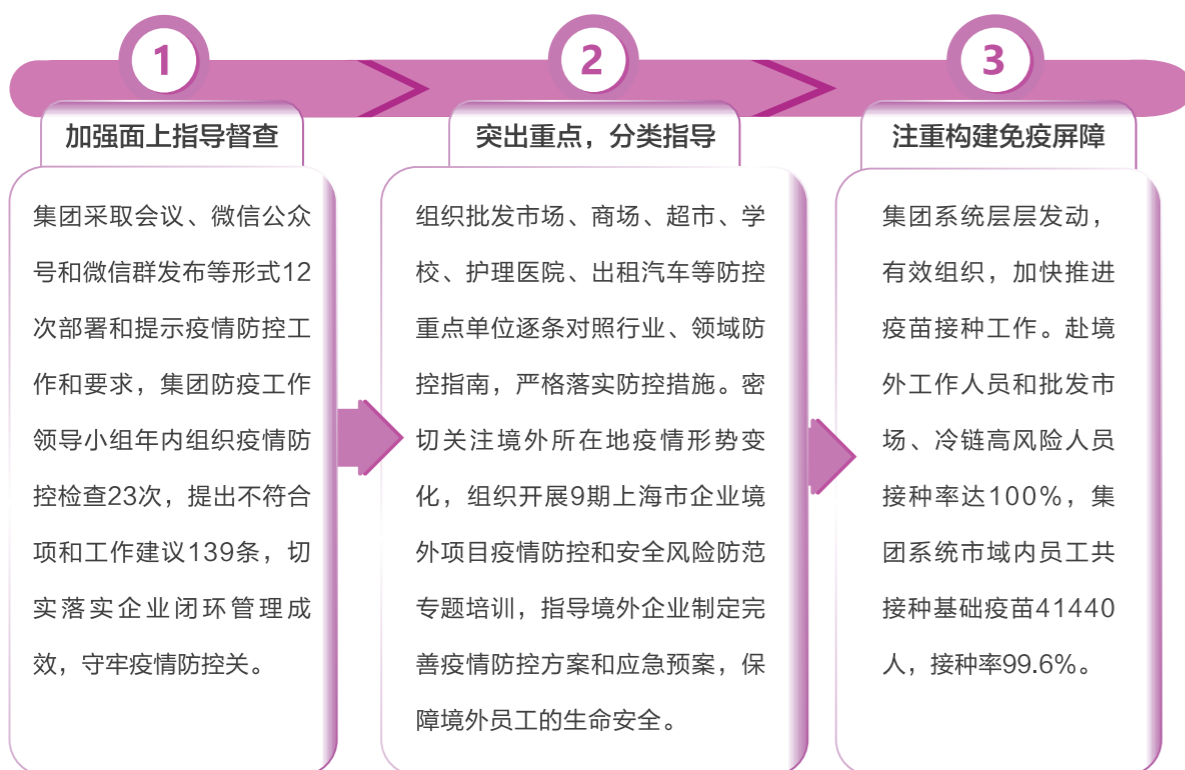 1
加强面上指导督查
集团采取会议、微信公众
号和微信群发布等形式12
次部署和提示疫情防控工
作和要求，集团防疫工作
领导小组年内组织疫情防
控检查23次，提出不符合
项和工作建议139条，切
实落实企业闭环管理成
效，守牢疫情防控关。
2
突出重点，分类指导
组织批发市场、商场、超市、学
校、护理医院、出租汽车等防控
重点单位逐条对照行业、领域防
控指南，严格落实防控措施。密
切关注境外所在地疫情形势变
化，组织开展9期上海市企业境
外项目疫情防控和安全风险防范
专题培训，指导境外企业制定完
善疫情防控方案和应急预案，保
障境外员工的生命安全。
3
注重构建免疫屏障
集团系统层层发动，
有效组织，加快推进
疫苗接种工作。赴境
外工作人员和批发市
场、冷链高风险人员
接种率达100%，集
团系统市域内员工共
接种基础疫苗41440
人，接种率99.6%。